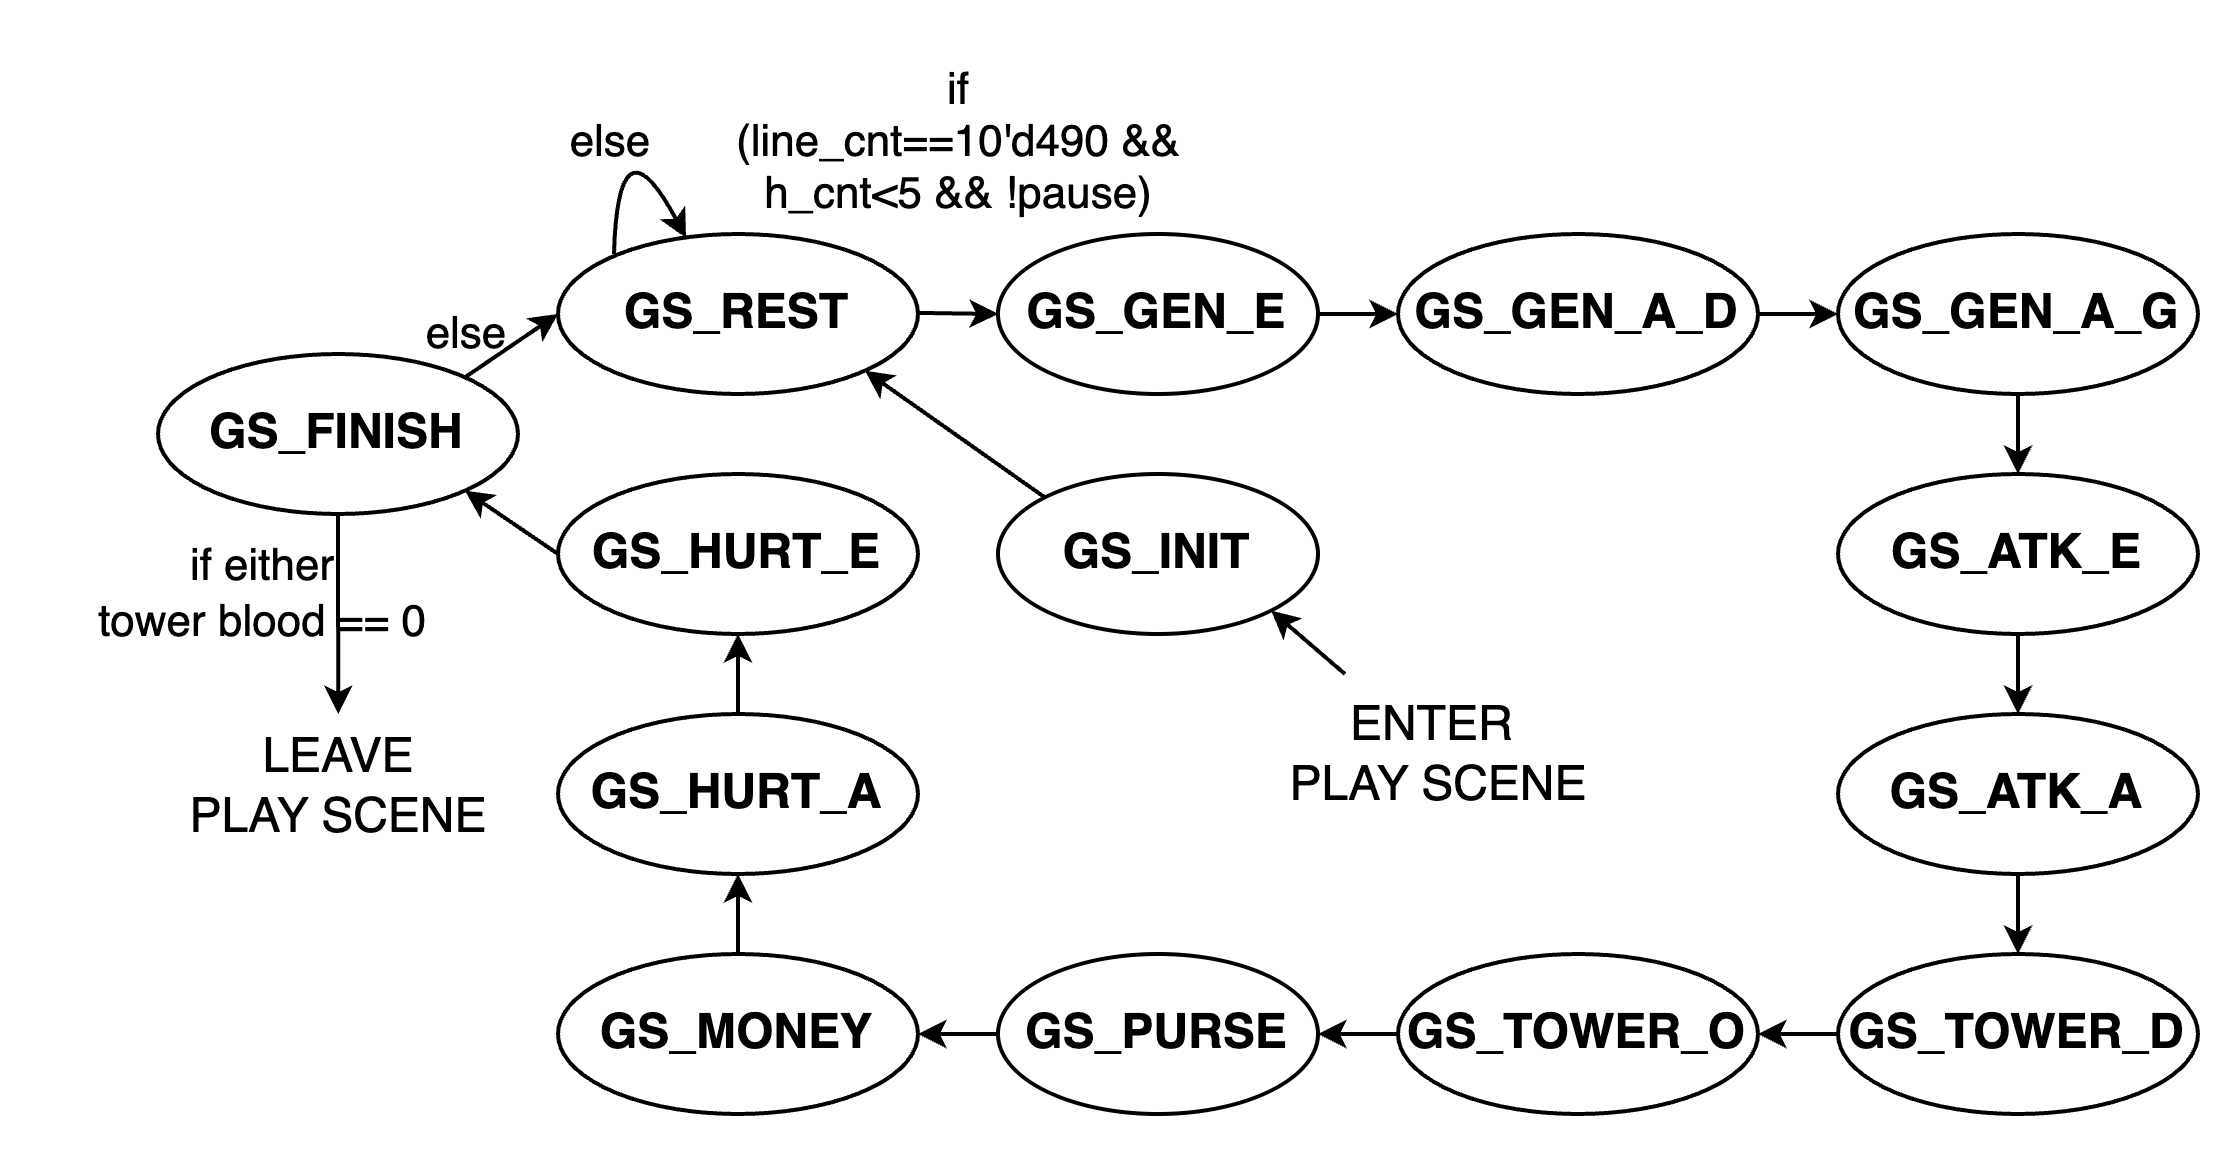 if
else
(line_cnt==10'd490 &&
h_cnt<5 && !pause)
GS_REST
GS_GEN_E
GS_GEN_A_D
GS_GEN_A_G
else
GS_FINISH
GS_HURT_E
GS_INIT
GS_ATK_E
if either
tower blood == 0
LEAVE
PLAY SCENE
ENTER
PLAY SCENE
GS_HURT_A
GS_ATK_A
GS_MONEY
GS_PURSE
GS_TOWER_O
GS_TOWER_D